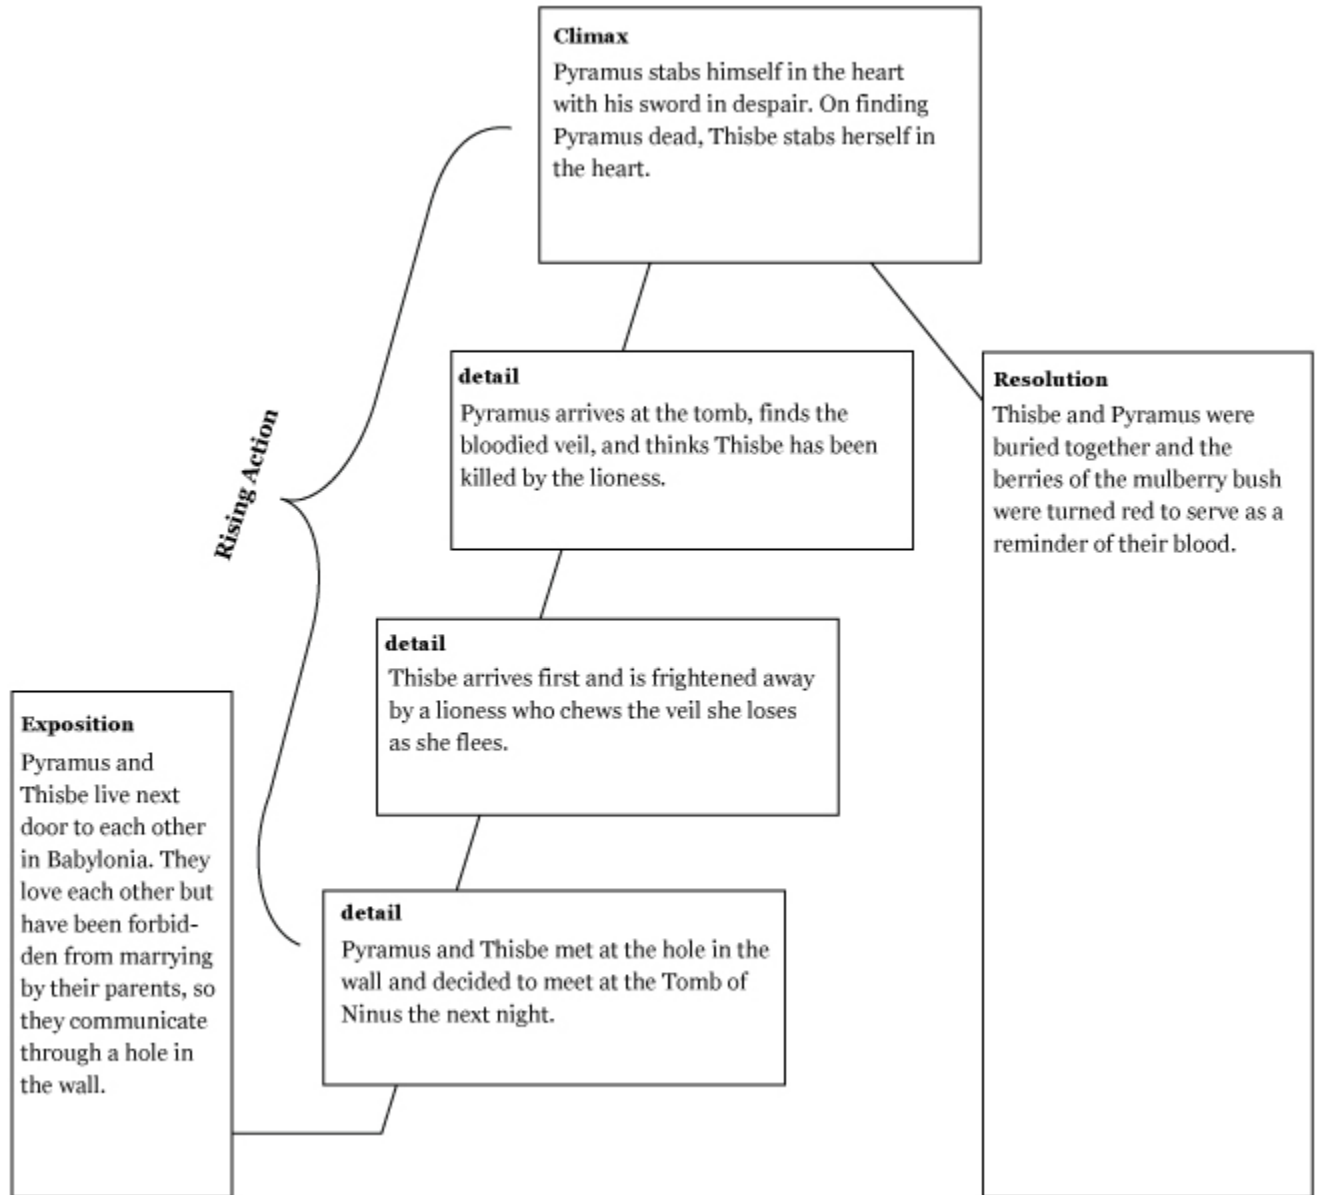 Climax
Pyramus stabs himself in the heart
with his sword in despair. On finding
Pyramus dead, Thisbe stabs herself in
the heart.
detail
Pyramus arrives at the tomb, finds the
bloodied veil, and thinks Thisbe has been
killed by the lioness.
Resolution
Thisbe and Pyramus were
buried together and the
berries of the mulberry bush
were turned red to serve as a
reminder of their blood.
Rising Action
detail
Thisbe arrives first and is frightened away
by a lioness who chews the veil she loses
as she flees.
Exposition
Pyramus and
Thisbe live next
door to each other
in Babylonia. They
love each other but
have been forbid-
den from marrying
by their parents, so
they communicate
through a hole in
the wall.
detail
Pyramus and Thisbe met at the hole in the
wall and decided to meet at the Tomb of
Ninus the next night.